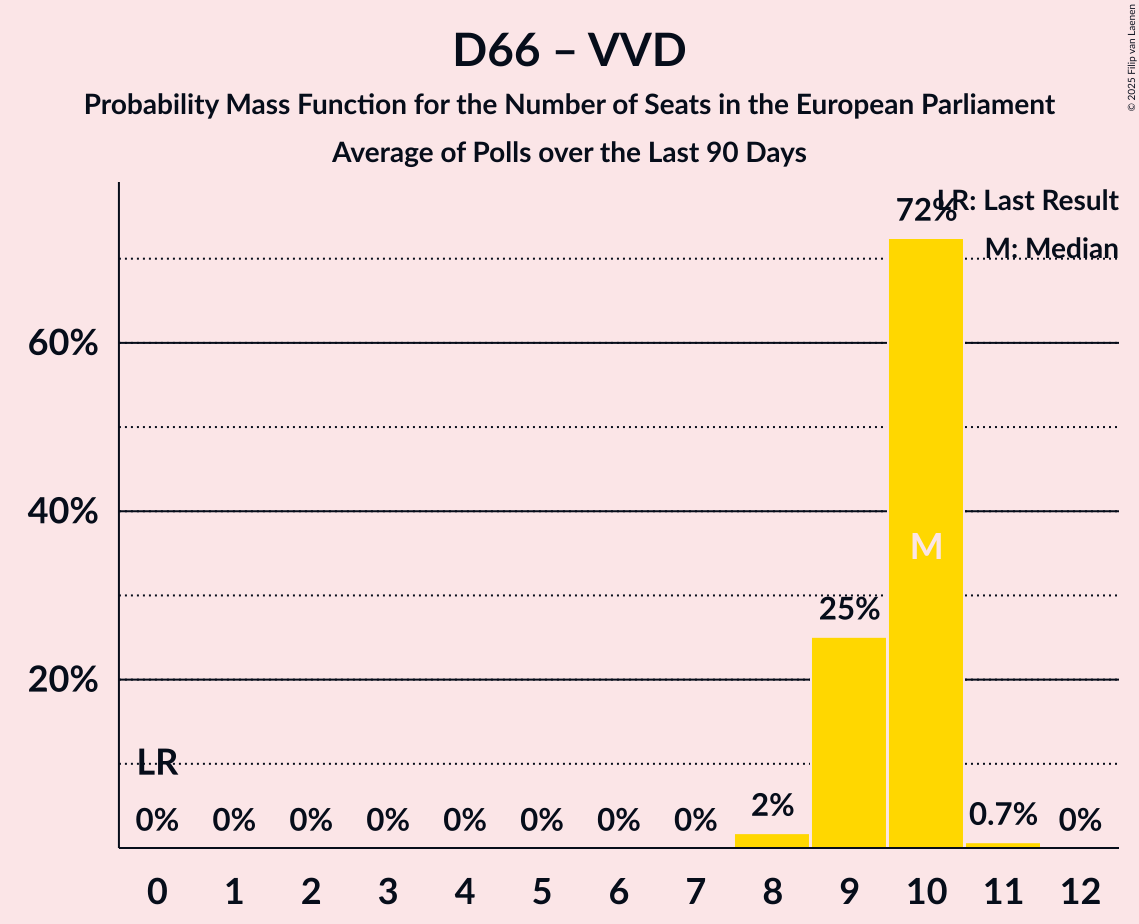 D66 – VVD
Probability Mass Function for the Number of Seats in the European Parliament
Average of Polls over the Last 90 Days
© 2025 Filip van Laenen
LR: Last Result
M: Median
72%
60%
40%
M
25%
20%
LR
0% 0% 0% 0% 0% 0% 0% 0% 2% 0.7% 0%
0 1 2 3 4 5 6 7 8 9 10 11 12